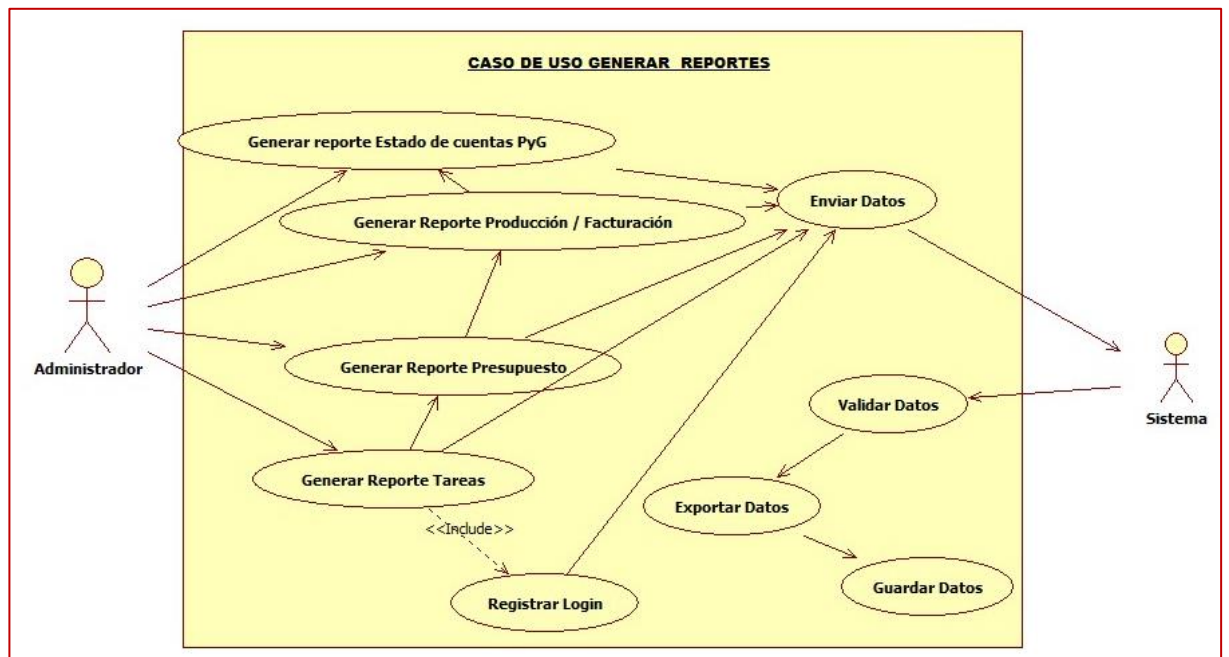 CASO DE USO GENERAR REPORTES
Generar reporte Estado de cuentas PyG
Enviar Datos
Generar Reporte Producción / Facturación
Administrador
Generar Reporte Presupuesto
Validar Datos
Sistema
Generar Reporte Tareas
Exportar Datos
<<Include>>
Guardar Datos
Registrar Login